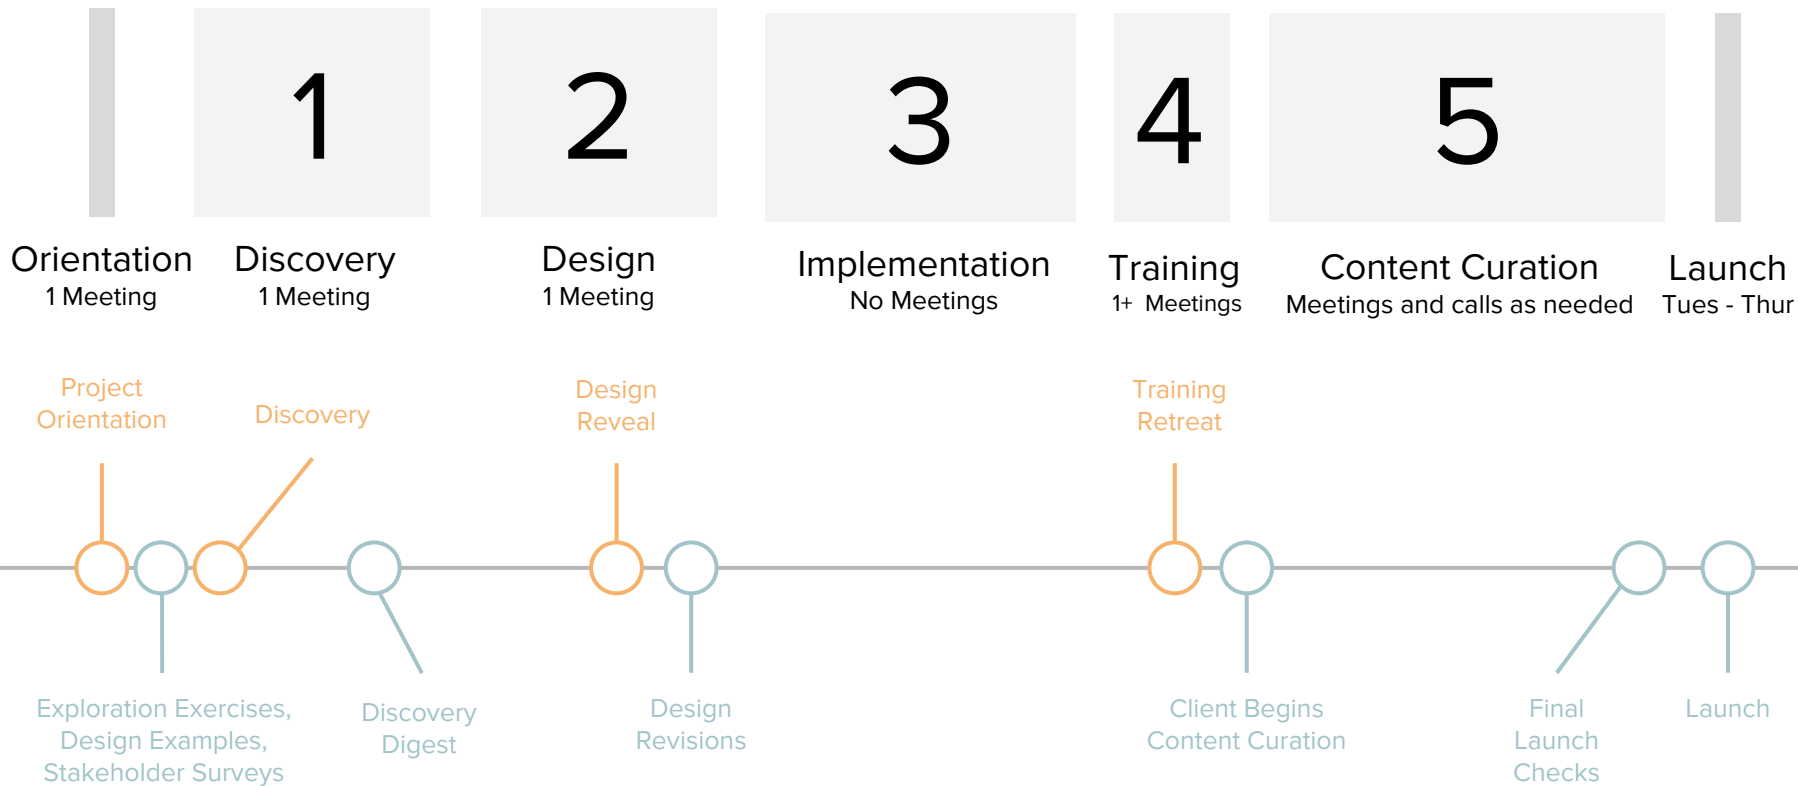 1
2
3
4
5
Orientation
1 Meeting
Discovery
1 Meeting
Design
1 Meeting
Implementation
No Meetings
Training
1+ Meetings
Content Curation
Meetings and calls as needed
Launch
Tues - Thur
Project
Orientation
Discovery
Design
Reveal
Training
Retreat
Exploration Exercises,
Design Examples,
Stakeholder Surveys
Discovery
Digest
Design
Revisions
Client Begins
Content Curation
Final
Launch
Checks
Launch